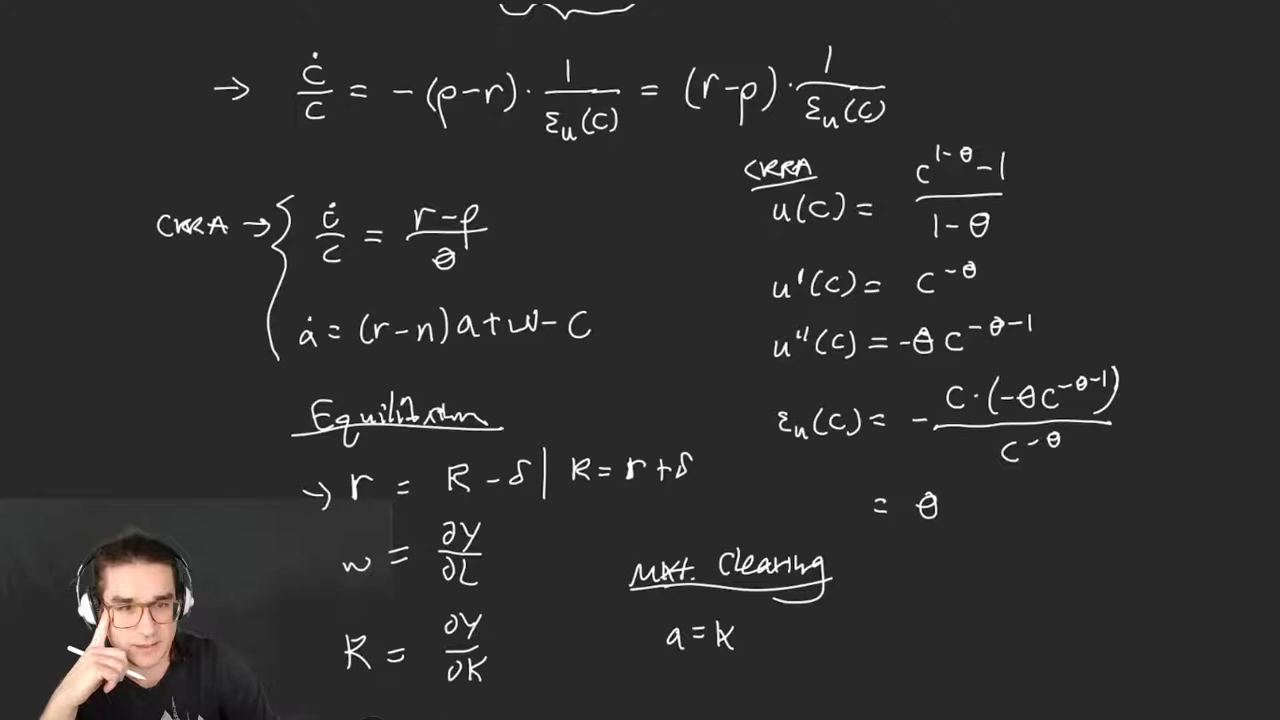 → ċ/c = -(ρ-r)·1/ε_u(c) = (r-ρ)·1/ε_u(c)
CRRA
u(c) = (c^{1-θ}-1)/(1-θ)
CRRA → { ċ/c = (r-ρ)/θ
u'(c) = c^{-θ}
ȧ = (r-n)a+w-c
u''(c) = -θc^{-θ-1}
ε_u(c) = - (c·(-θc^{-θ-1}))/(c^{-θ})
= θ
Equilibrium
→ r = R-δ | R = r+δ
w = ∂Y/∂L
Mkt. Clearing
R = ∂Y/∂K
a = k